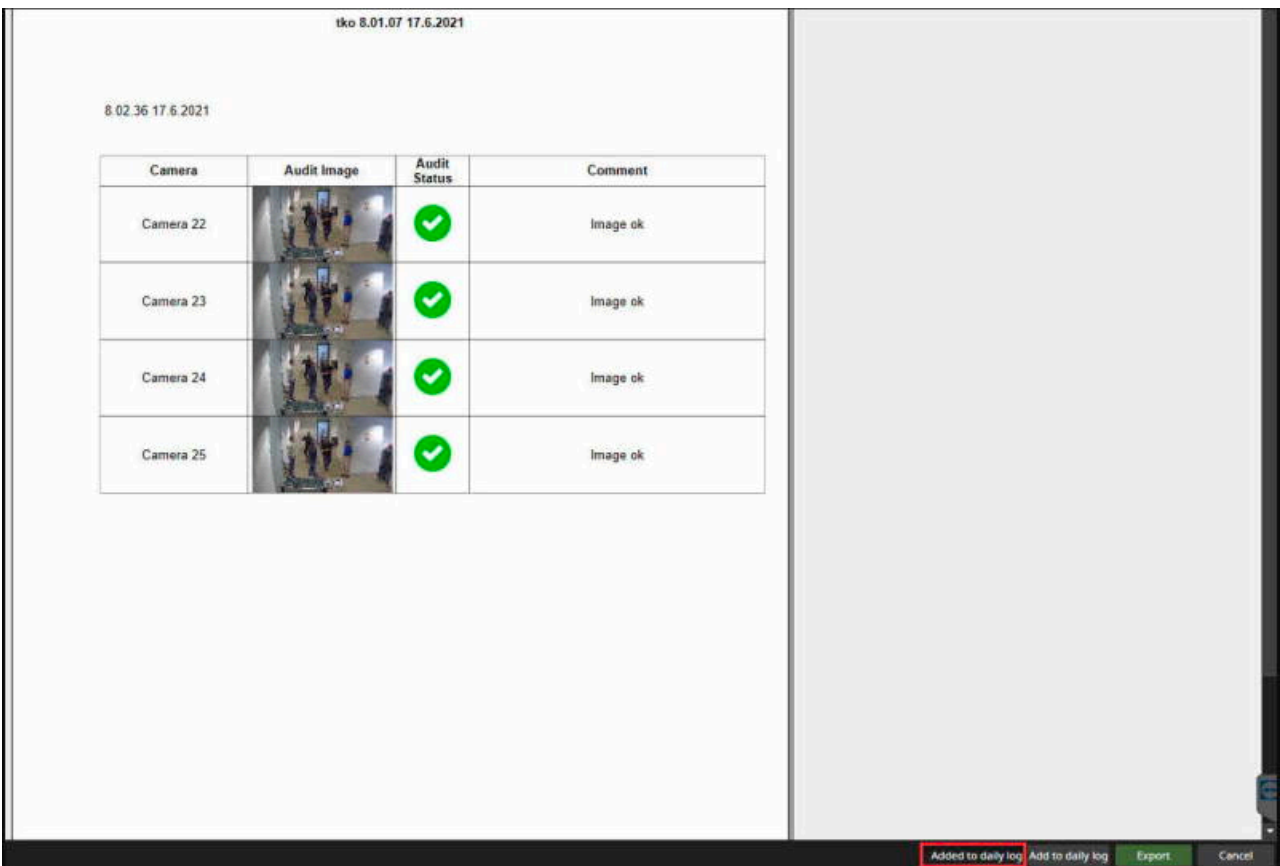 tko 8.01.07 17.6.2021
8.02.36 17.6.2021
Camera Audit Image Audit Status Comment
Camera 22 Image ok
Camera 23 Image ok
Camera 24 Image ok
Camera 25 Image ok
Added to daily log Add to daily log Export Cancel